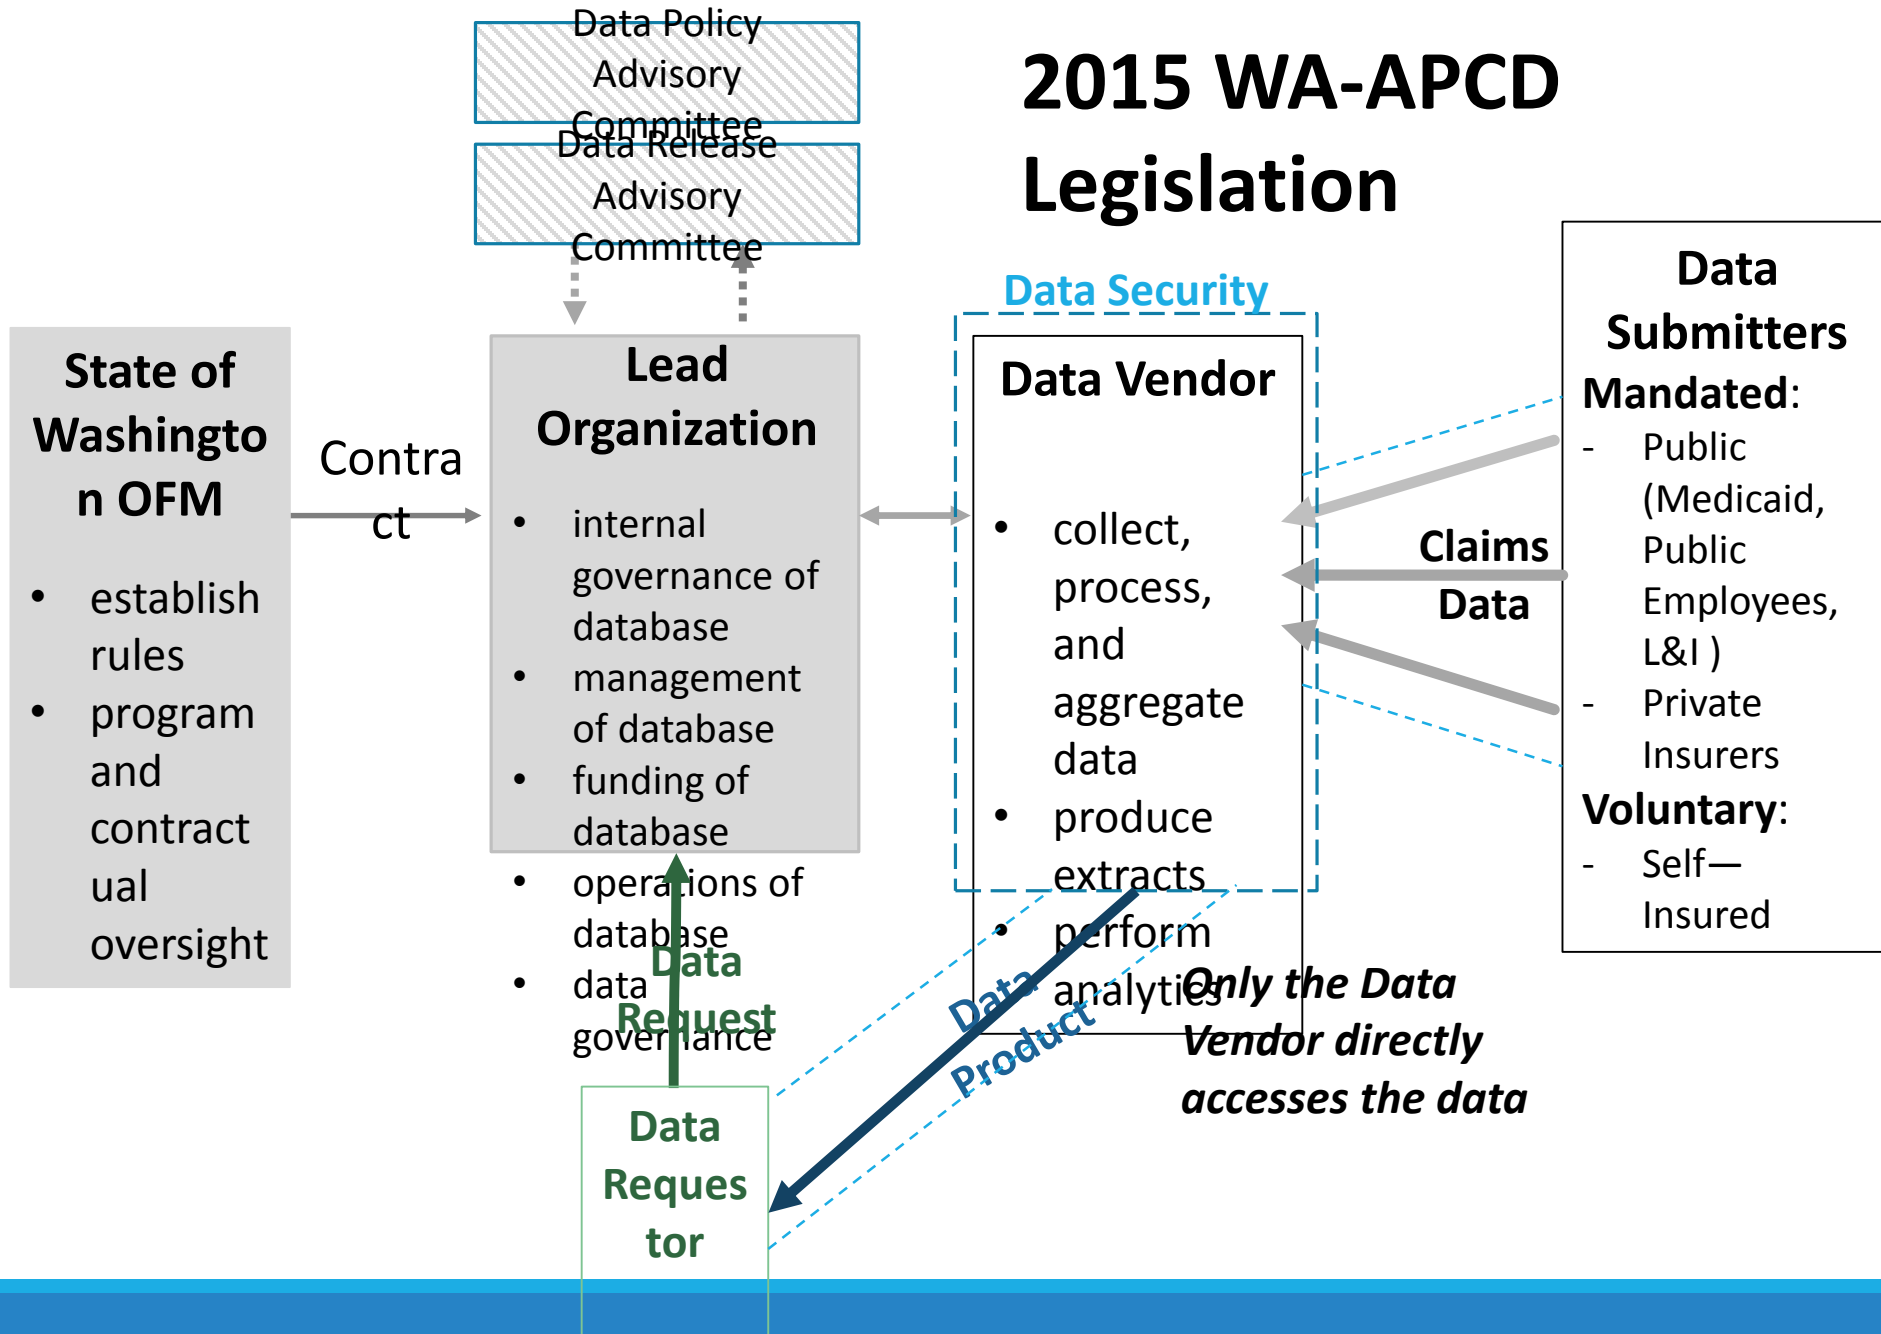 Data Policy
Advisory
Committee
Data Release
Advisory
Committee
2015 WA-APCD
Legislation
State of
Washingto
n OFM
• establish
rules
• program
and
contract
ual
oversight
Contra
ct
Lead
Organization
• internal
governance of
database
• management
of database
• funding of
database
• operations of
database
• data
governance
Data Security
Data Vendor
• collect,
process,
and
aggregate
data
• produce
extracts
• perform
analytics
Claims
Data
Data
Submitters
Mandated:
- Public
(Medicaid,
Public
Employees,
L&I )
- Private
Insurers
Voluntary:
- Self—
Insured
Data
Request
Data
Product
Only the Data
Vendor directly
accesses the data
Data
Reques
tor